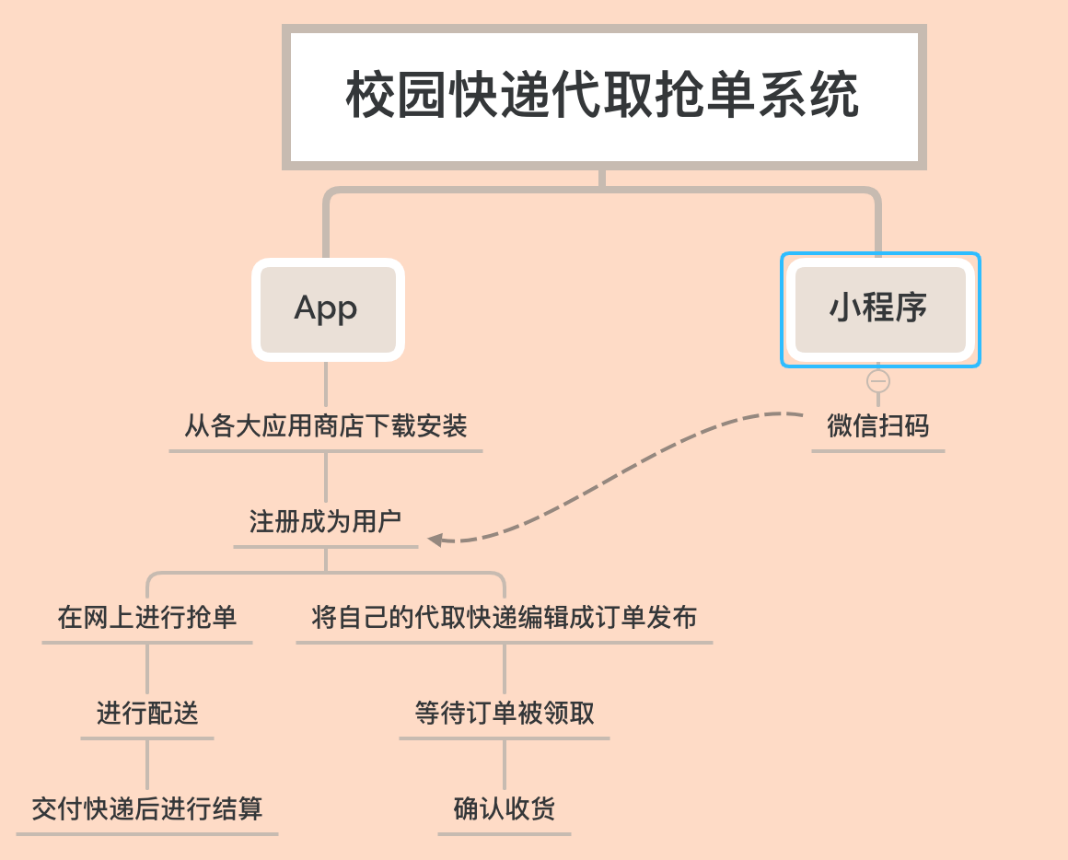 校园快递代取抢单系统
App
小程序
从各大应用商店下载安装
微信扫码
注册成为用户
在网上进行抢单
将自己的代取快递编辑成订单发布
进行配送
等待订单被领取
交付快递后进行结算
确认收货